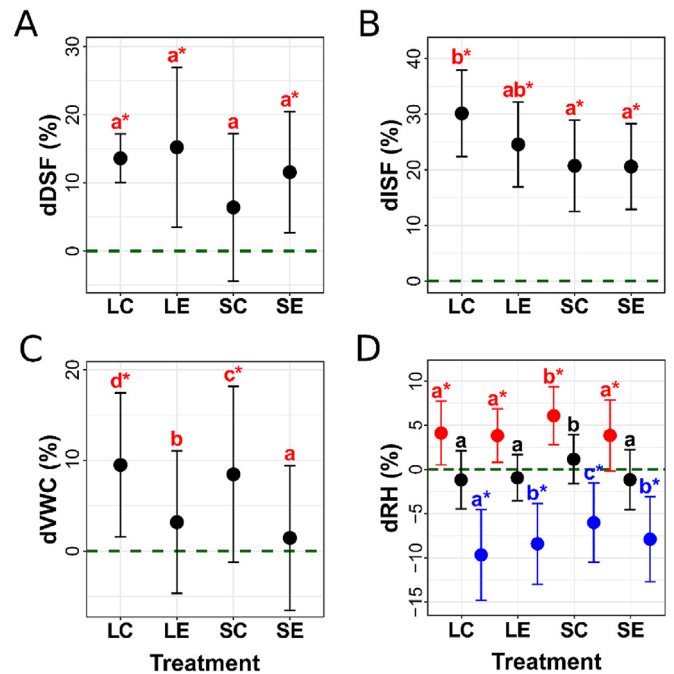 A
30
20
10
0
dDSF (%)
a*
a*
a
a*
LC LE SC SE
B
40
30
20
10
0
dISF (%)
b*
ab*
a*
a*
LC LE SC SE
C
20
10
0
dVWC (%)
d*
b
c*
a
LC LE SC SE
Treatment
D
10
5
0
−5
−10
−15
dRH (%)
a* a* b* a*
a a b a
a* b* c* b*
LC LE SC SE
Treatment